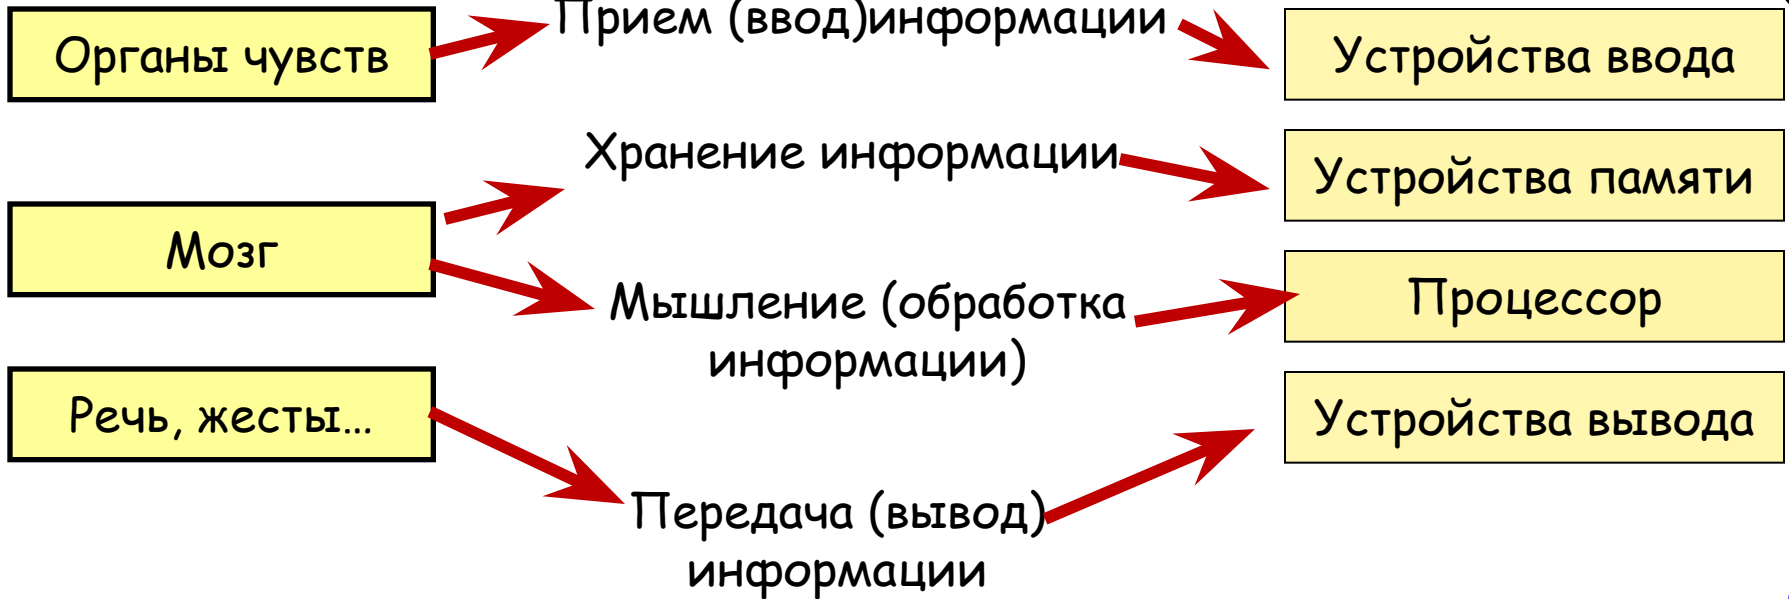 Органы чувств
Прием (ввод)информации
Устройства ввода
Хранение информации
Устройства памяти
Мозг
Мышление (обработка
информации)
Процессор
Речь, жесты...
Устройства вывода
Передача (вывод)
информации